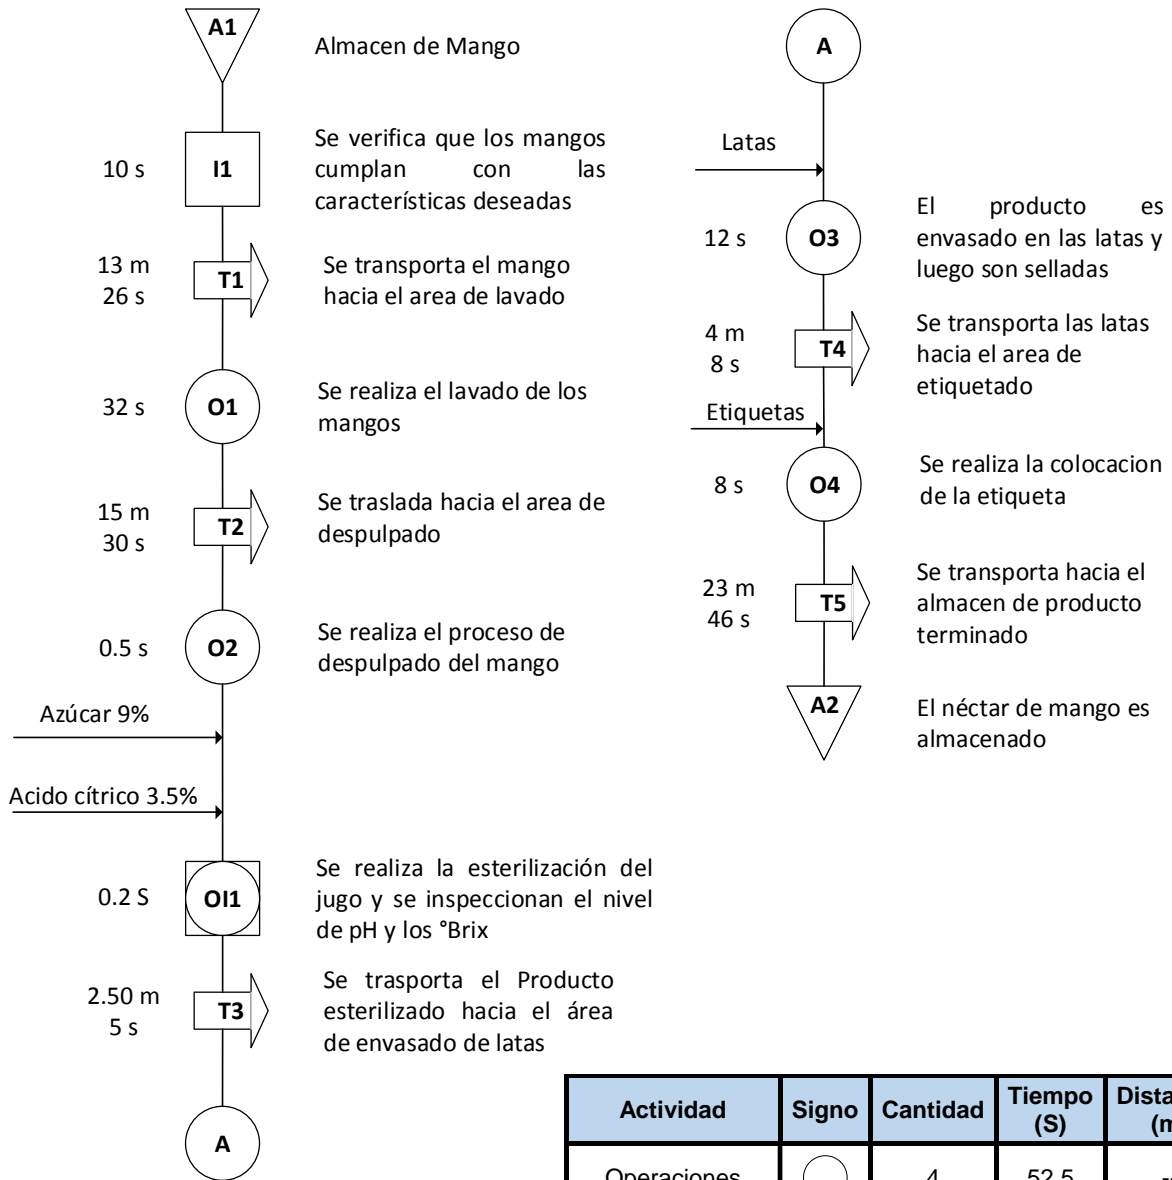 A1
Almacen de Mango
10 s
I1
Se verifica que los mangos
cumplan con las
características deseadas
13 m
26 s
T1
Se transporta el mango
hacia el area de lavado
32 s
O1
Se realiza el lavado de los
mangos
15 m
30 s
T2
Se traslada hacia el area de
despulpado
0.5 s
O2
Se realiza el proceso de
despulpado del mango
Azúcar 9%
Acido cítrico 3.5%
0.2 S
OI1
Se realiza la esterilización del
jugo y se inspeccionan el nivel
de pH y los °Brix
2.50 m
5 s
T3
Se trasporta el Producto
esterilizado hacia el área
de envasado de latas
A
A
Latas
12 s
O3
El producto es
envasado en las latas y
luego son selladas
4 m
8 s
T4
Se transporta las latas
hacia el area de
etiquetado
Etiquetas
8 s
O4
Se realiza la colocacion
de la etiqueta
23 m
46 s
T5
Se transporta hacia el
almacen de producto
terminado
A2
El néctar de mango es
almacenado
Actividad Signo Cantidad Tiempo
(S)
Operaciones 4 52.5